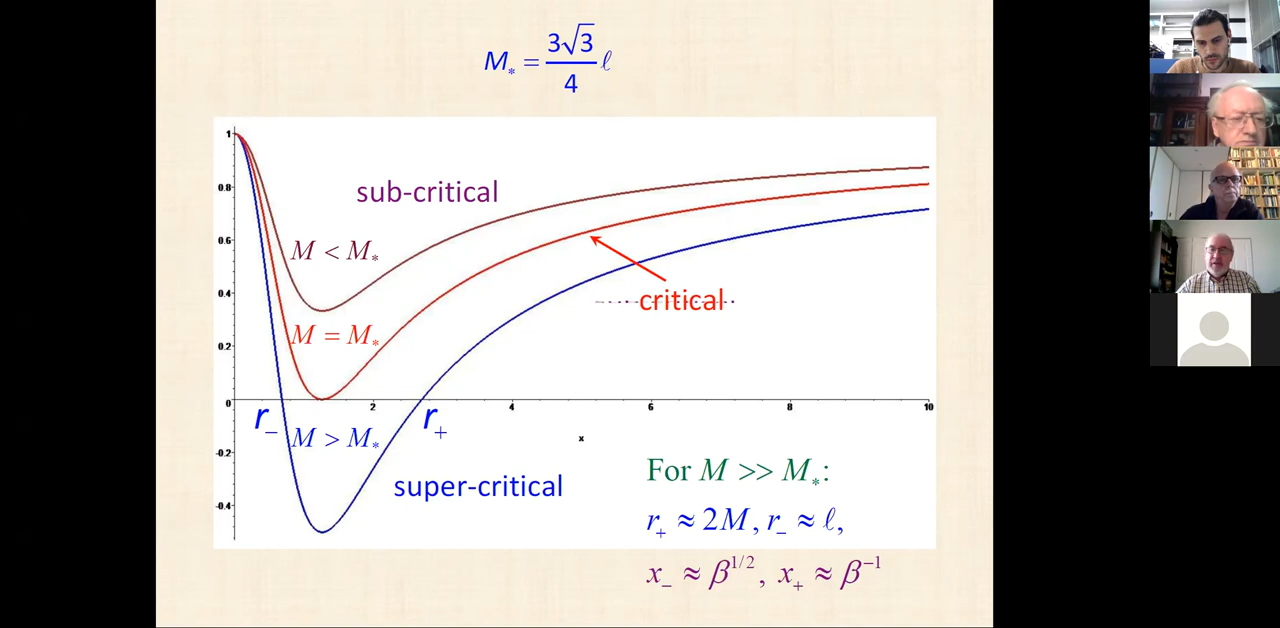 M* = 3√3/4 ℓ
1
sub-critical
0.8
M < M*
0.6
0.4
critical
M = M*
0.2
0 2 4 6 8 10
r₋ r₊
M > M*
x
-0.2
super-critical
-0.4
For M >> M*:
r₊ ≈ 2M, r₋ ≈ ℓ,
x₋ ≈ β^1/2, x₊ ≈ β^−1